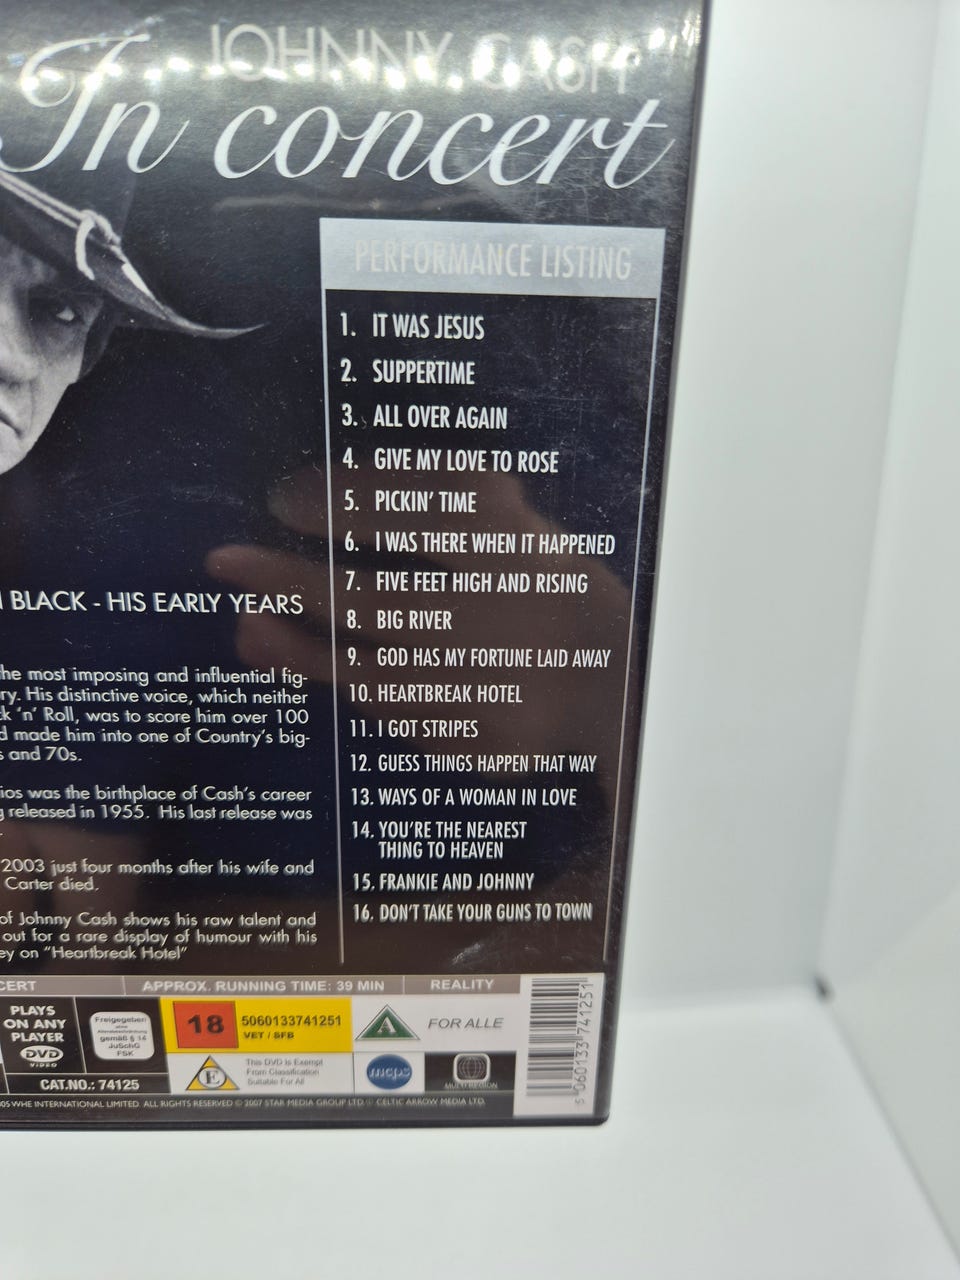 JOHNNY CASH
In concert
PERFORMANCE LISTING
1. IT WAS JESUS
2. SUPPERTIME
3. ALL OVER AGAIN
4. GIVE MY LOVE TO ROSE
5. PICKIN' TIME
6. I WAS THERE WHEN IT HAPPENED
7. FIVE FEET HIGH AND RISING
8. BIG RIVER
9. GOD HAS MY FORTUNE LAID AWAY
10. HEARTBREAK HOTEL
11. I GOT STRIPES
12. GUESS THINGS HAPPEN THAT WAY
13. WAYS OF A WOMAN IN LOVE
14. YOU'RE THE NEAREST
THING TO HEAVEN
15. FRANKIE AND JOHNNY
16. DON'T TAKE YOUR GUNS TO TOWN
BLACK - HIS EARLY YEARS
he most imposing and influential fig-
ry. His distinctive voice, which neither
k 'n' Roll, was to score him over 100
d made him into one of Country's big-
s and 70s.
ios was the birthplace of Cash's career
g released in 1955. His last release was
2003 just four months after his wife and
Carter died.
of Johnny Cash shows his raw talent and
out for a rare display of humour with his
ey on "Heartbreak Hotel"
CERT APPROX. RUNNING TIME: 39 MIN REALITY
PLAYS
ON ANY
PLAYER
DVD
VIDEO
Freigegeben
ohne
Altersbeschränkung
gemäß § 14
JuSchG
FSK
18 5060133741251
VET / SFB
A FOR ALLE
E This DVD is Exempt
From Classification
Suitable For All
mcps
MULTI REGION
CAT.NO.: 74125
05 WHE INTERNATIONAL LIMITED. ALL RIGHTS RESERVED © 2007 STAR MEDIA GROUP LTD. © CELTIC ARROW MEDIA LTD.
5 060133 741251